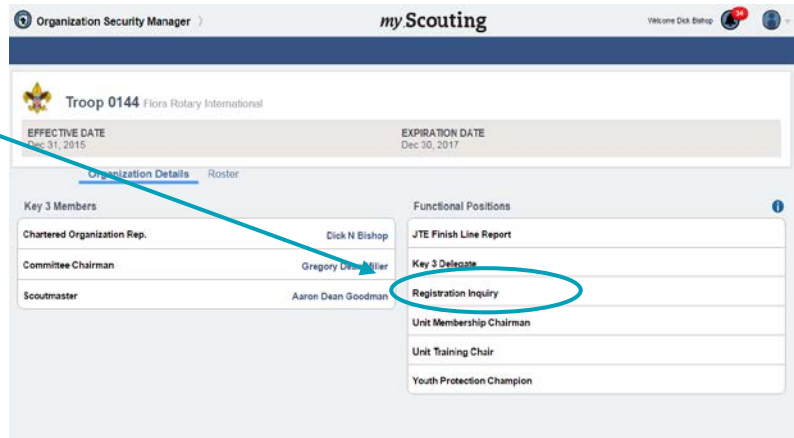 Organization Security Manager
my.Scouting
Welcome Dick Bishop
34
Troop 0144 Flora Rotary International
EFFECTIVE DATE
Dec 31, 2015
EXPIRATION DATE
Dec 30, 2017
Organization Details Roster
Key 3 Members
Chartered Organization Rep. Dick N Bishop
Committee Chairman Gregory Dean Miller
Scoutmaster Aaron Dean Goodman
Functional Positions
JTE Finish Line Report
Key 3 Delegate
Registration Inquiry
Unit Membership Chairman
Unit Training Chair
Youth Protection Champion